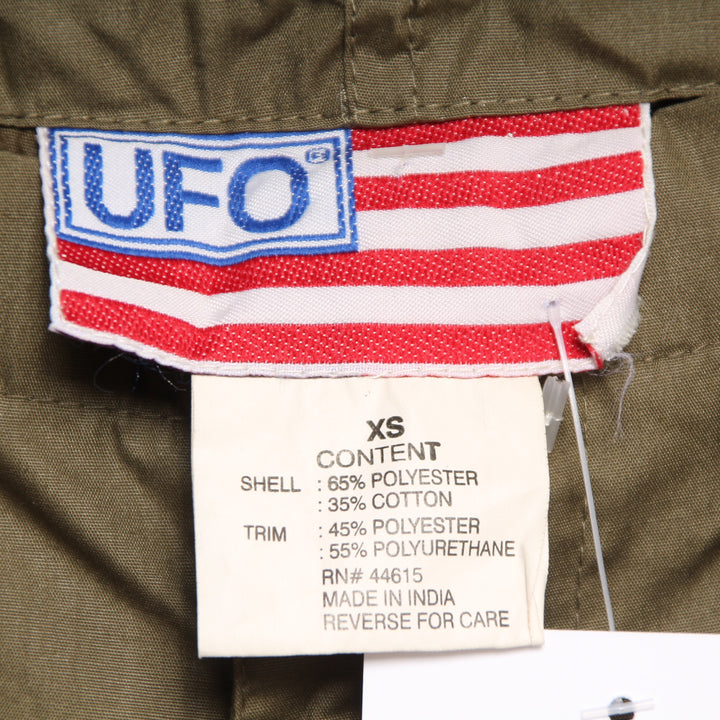 UFO®
XS
CONTENT
SHELL : 65% POLYESTER
: 35% COTTON
TRIM : 45% POLYESTER
: 55% POLYURETHANE
RN# 44615
MADE IN INDIA
REVERSE FOR CARE